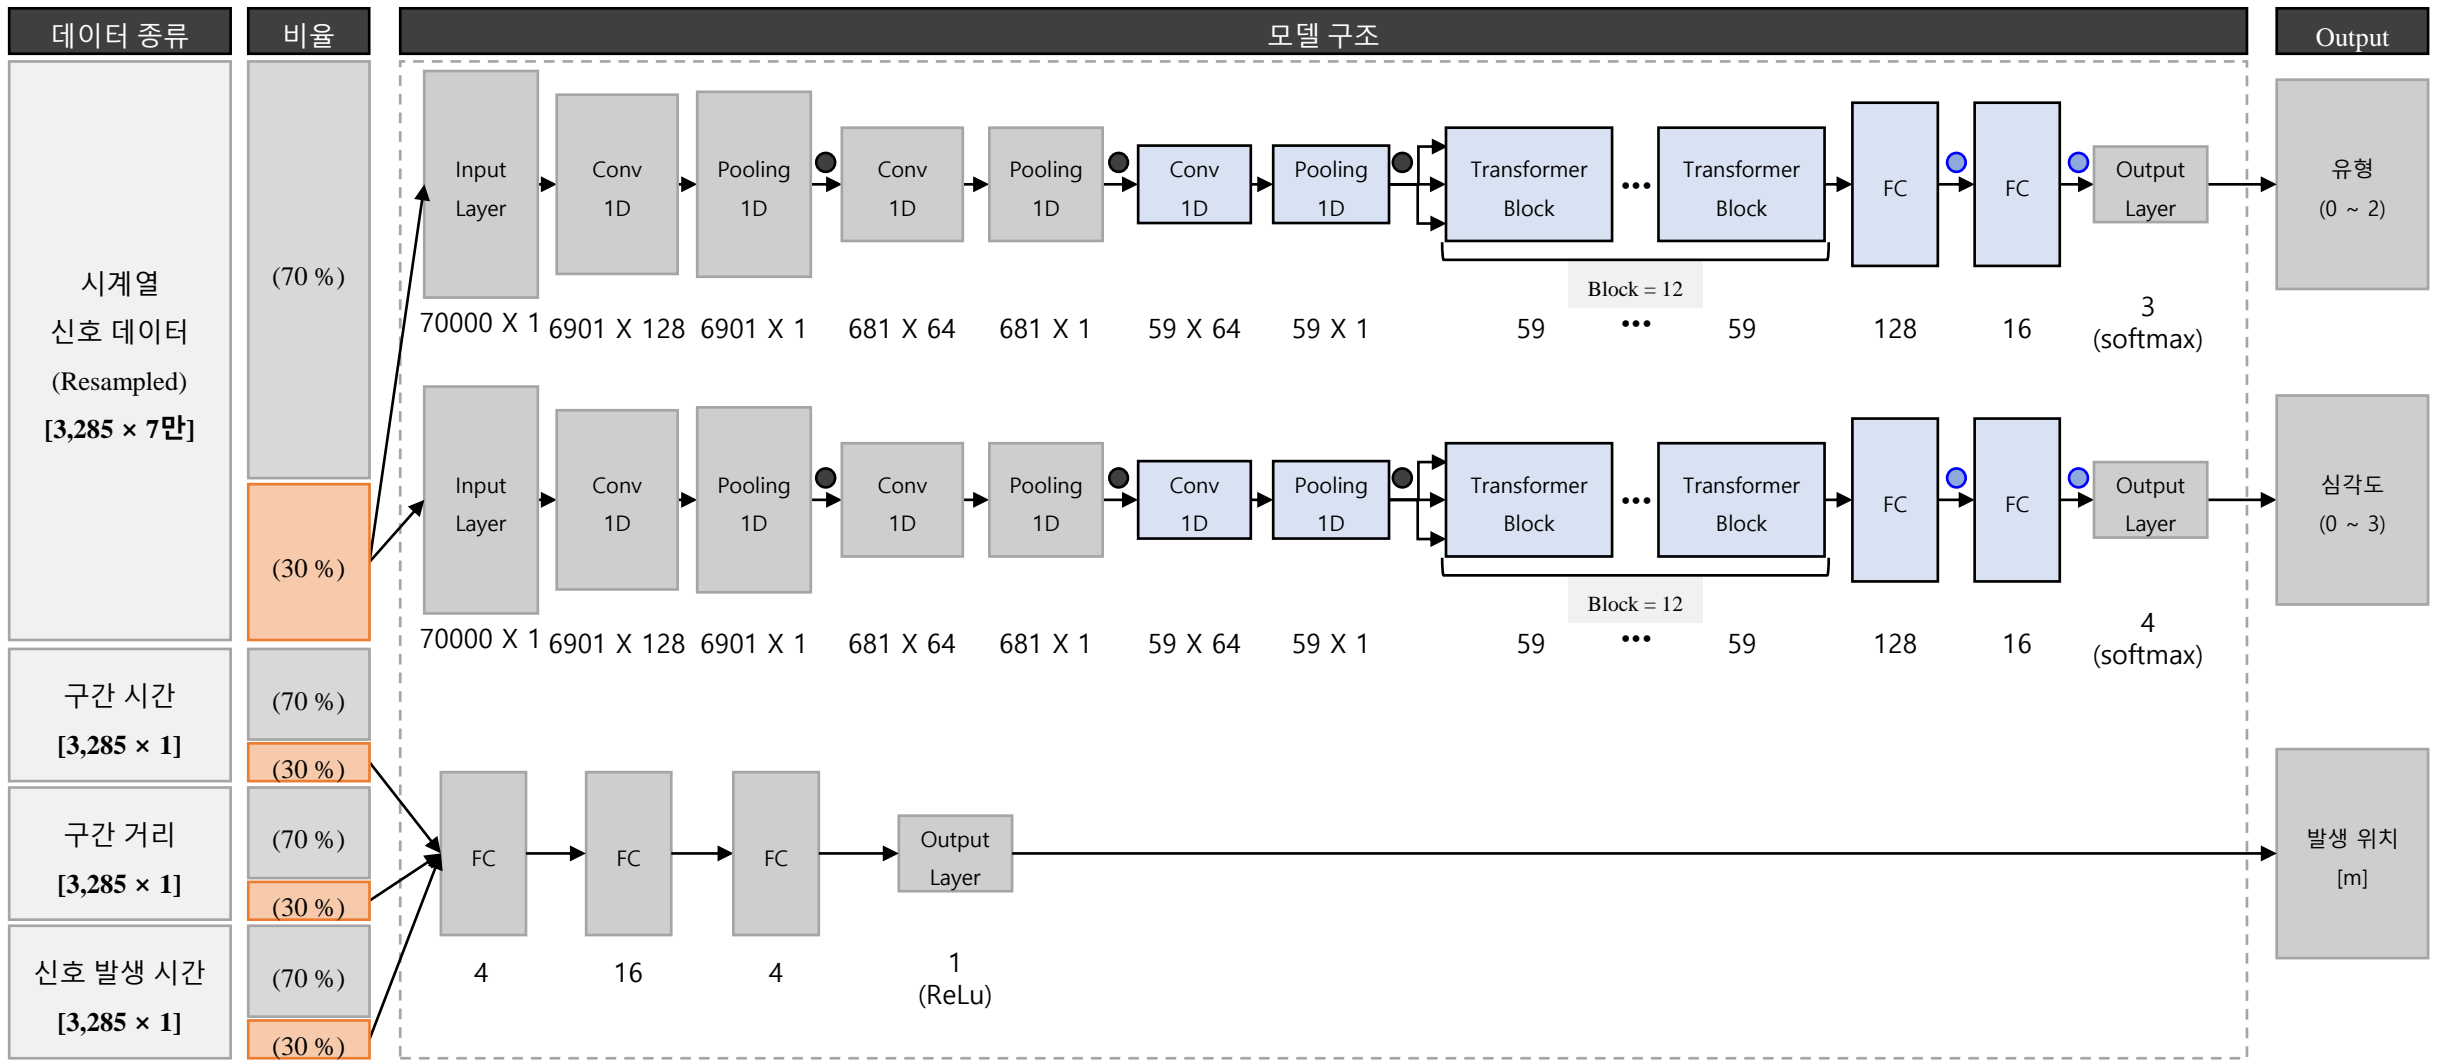 데이터 종류
비율
모델 구조
Output
시계열
신호 데이터
(Resampled)
[3,285 × 7만]
(70 %)
(30 %)
Input
Layer
Conv
1D
Pooling
1D
Conv
1D
Pooling
1D
Conv
1D
Pooling
1D
Transformer
Block
•••
Transformer
Block
FC
FC
Output
Layer
유형
(0 ~ 2)
Block = 12
70000 X 1
6901 X 128
6901 X 1
681 X 64
681 X 1
59 X 64
59 X 1
59
•••
59
128
16
3
(softmax)
Input
Layer
Conv
1D
Pooling
1D
Conv
1D
Pooling
1D
Conv
1D
Pooling
1D
Transformer
Block
•••
Transformer
Block
FC
FC
Output
Layer
심각도
(0 ~ 3)
Block = 12
70000 X 1
6901 X 128
6901 X 1
681 X 64
681 X 1
59 X 64
59 X 1
59
•••
59
128
16
4
(softmax)
구간 시간
[3,285 × 1]
(70 %)
(30 %)
구간 거리
[3,285 × 1]
(70 %)
(30 %)
신호 발생 시간
[3,285 × 1]
(70 %)
(30 %)
FC
FC
FC
Output
Layer
발생 위치
[m]
4
16
4
1
(ReLu)